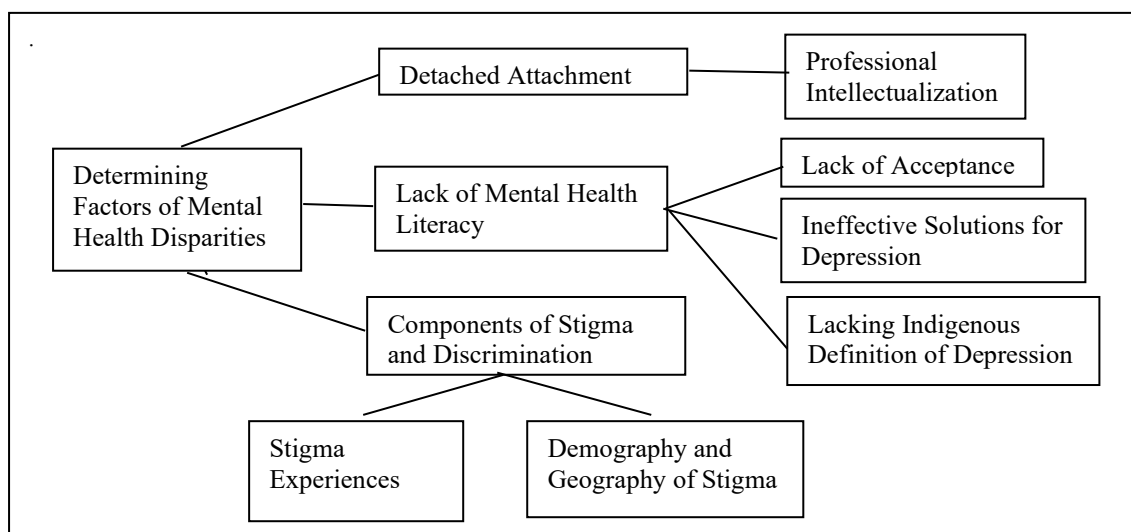 .
Detached Attachment
Professional
Intellectualization
Determining
Factors of Mental
Health Disparities
Lack of Mental Health
Literacy
Lack of Acceptance
Ineffective Solutions for
Depression
Lacking Indigenous
Definition of Depression
Components of Stigma
and Discrimination
Stigma
Experiences
Demography and
Geography of Stigma